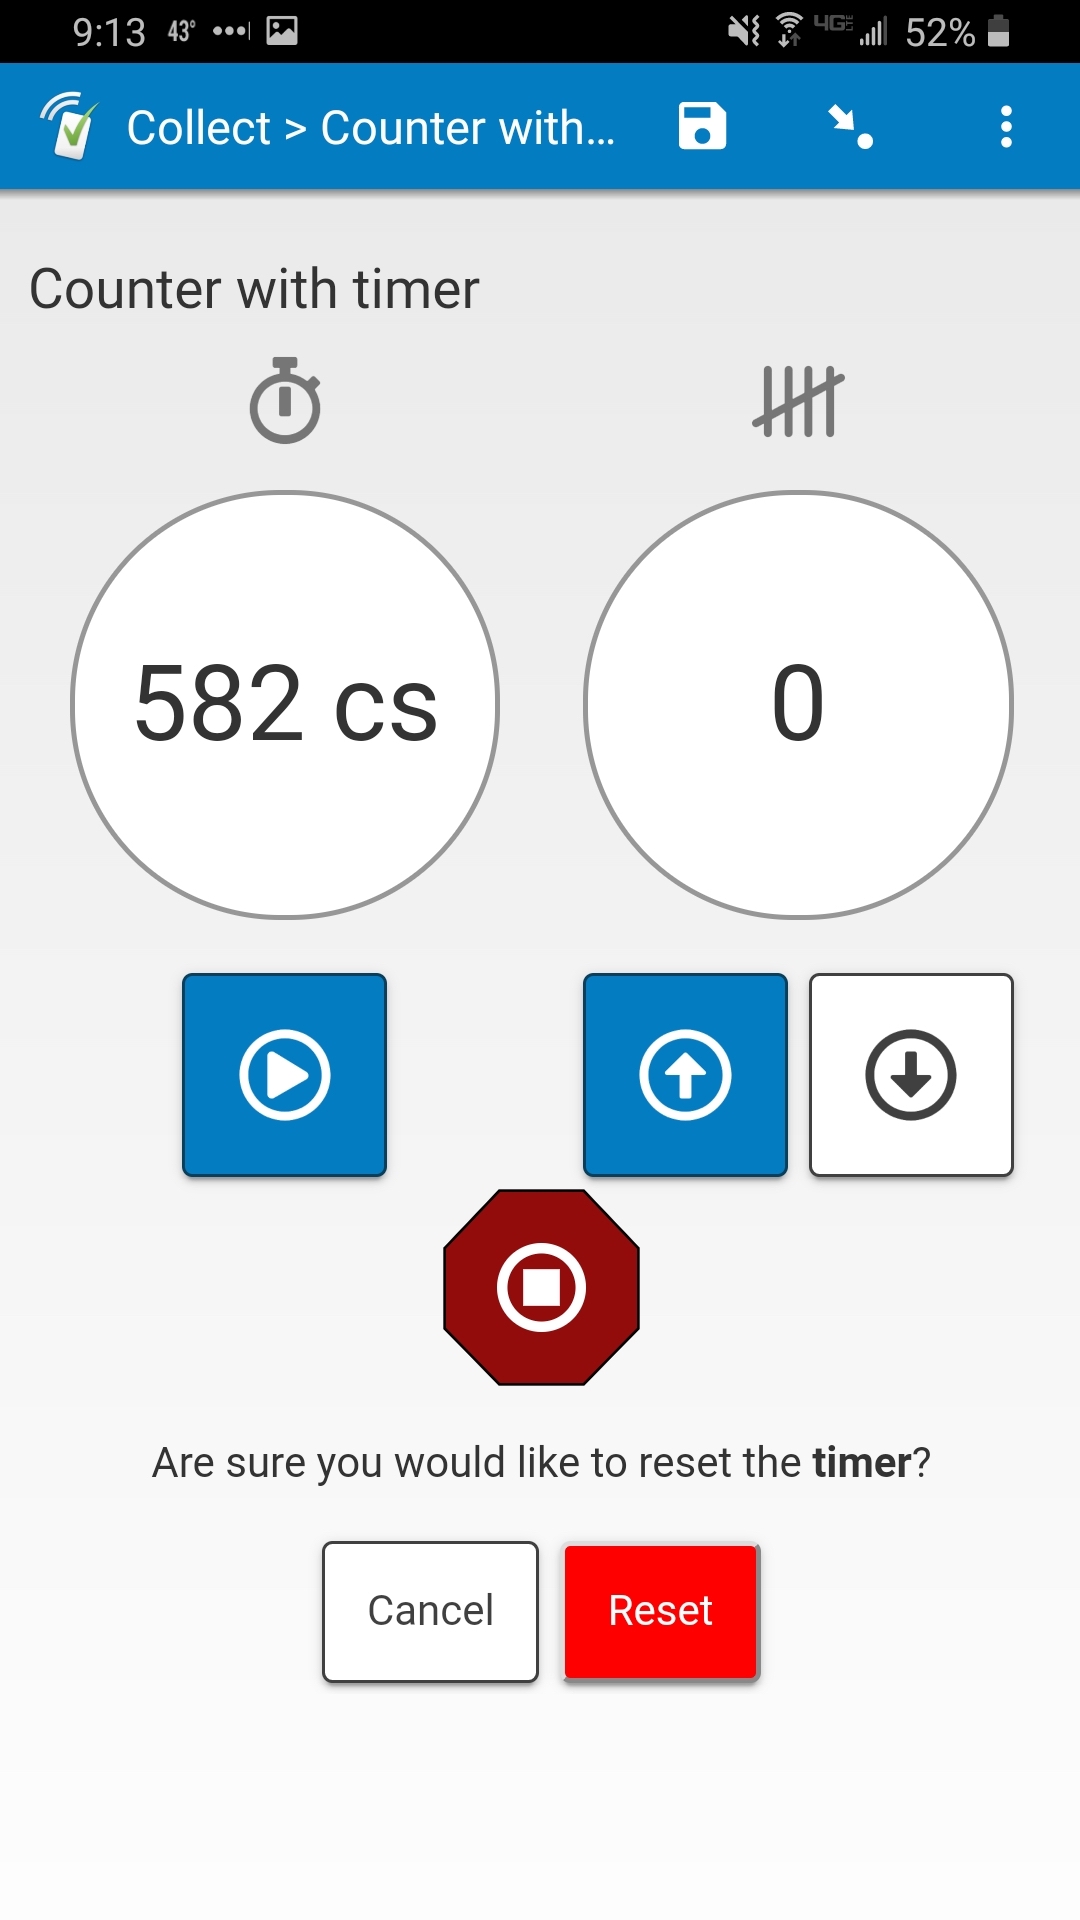 9:13 43° 4G LTE 52%
Collect > Counter with...
Counter with timer
582 cs 0
Are sure you would like to reset the timer?
Cancel Reset